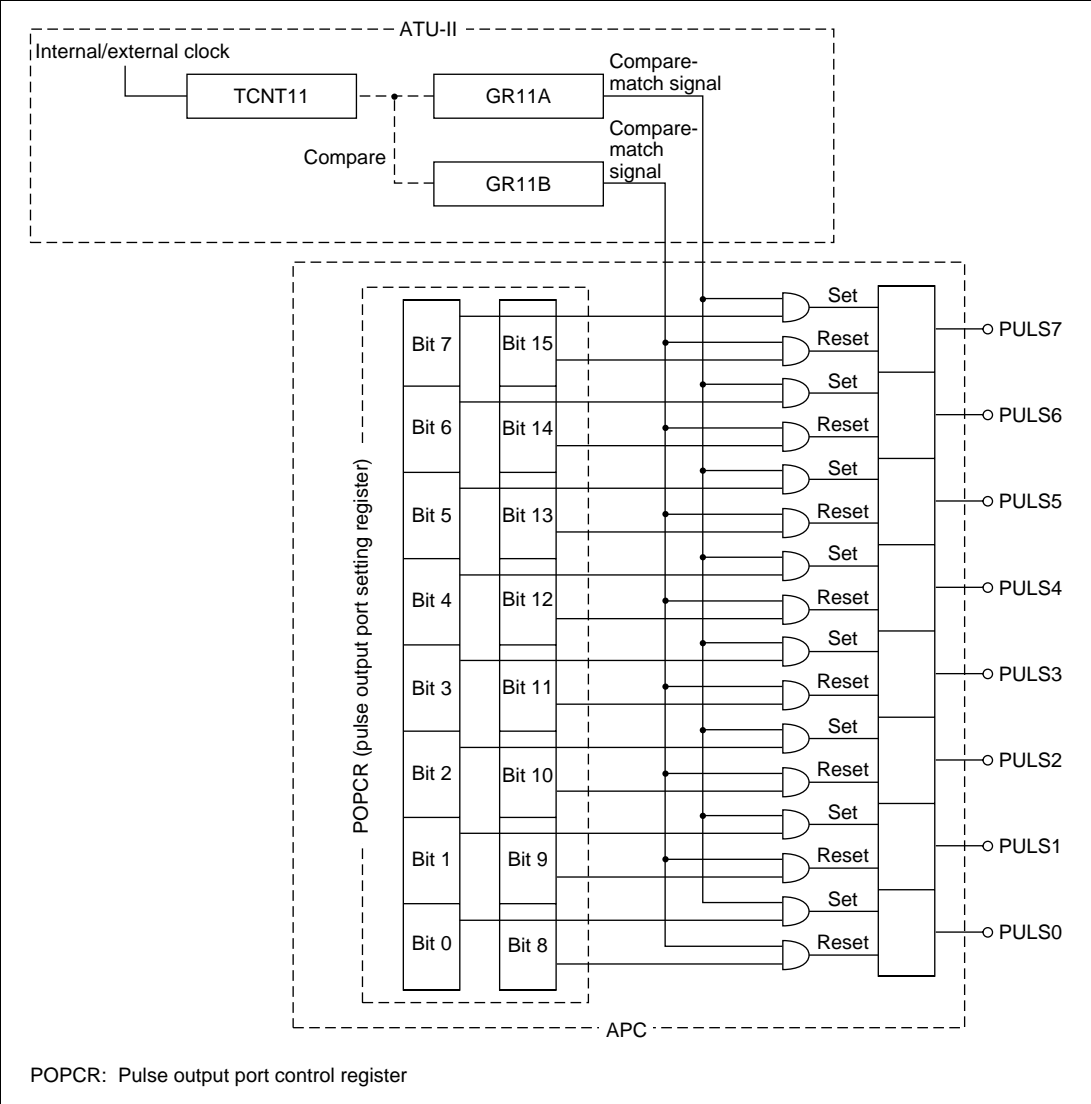 ATU-II
Internal/external clock
TCNT11
GR11A
Compare-
match signal
Compare
GR11B
Compare-
match
signal
POPCR (pulse output port setting register)
Bit 7
Bit 15
Set
Reset
PULS7
Bit 6
Bit 14
Set
Reset
PULS6
Bit 5
Bit 13
Set
Reset
PULS5
Bit 4
Bit 12
Set
Reset
PULS4
Bit 3
Bit 11
Set
Reset
PULS3
Bit 2
Bit 10
Set
Reset
PULS2
Bit 1
Bit 9
Set
Reset
PULS1
Bit 0
Bit 8
Set
Reset
PULS0
APC
POPCR: Pulse output port control register